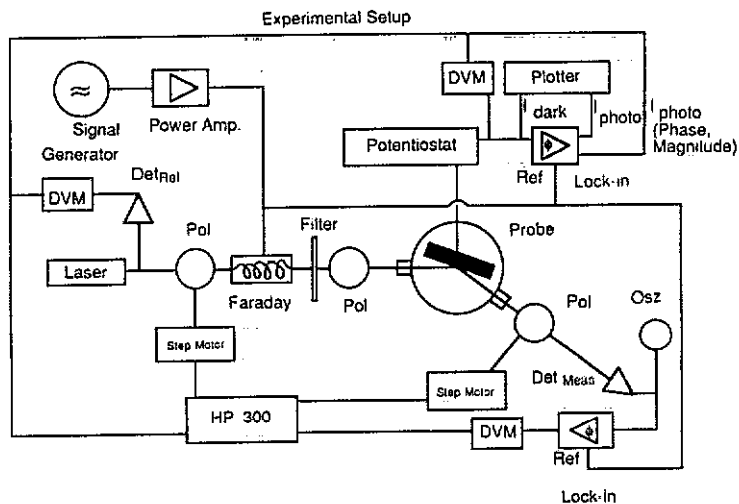 Experimental Setup
DVM
Plotter
I dark
I photo
I photo
(Phase,
Magnitude)
Signal
Generator
Power Amp.
Potentiostat
Ref
Lock-in
DVM
Det Rel
Pol
Filter
Probe
Laser
Faraday
Pol
Pol
Osz
Step Motor
Step Motor
Det Meas
HP 300
DVM
Ref
Lock-in